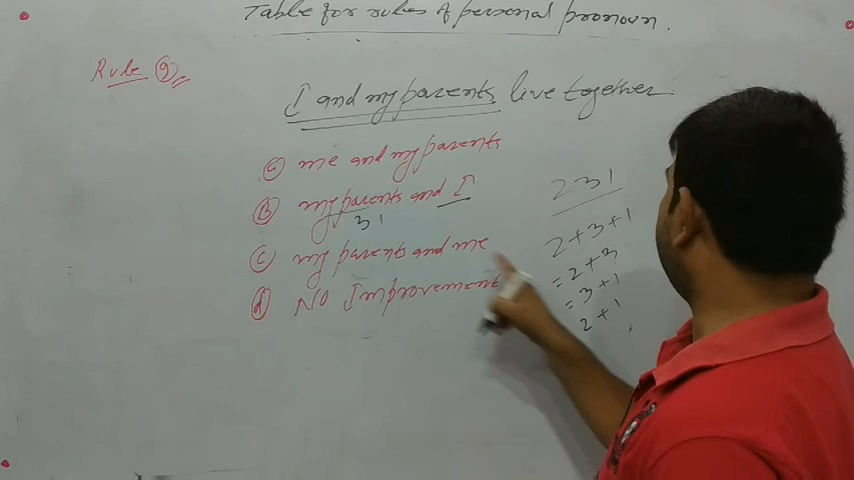 Table for rules of personal pronoun.
Rule 9
I and my parents live together.
(a) me and my parents
(B) my parents and I
3 1
(c) my parents and me
(d) No Improvement
2 3 1
2 + 3 + 1
= 2 + 3
= 3 + 1
2 + 1